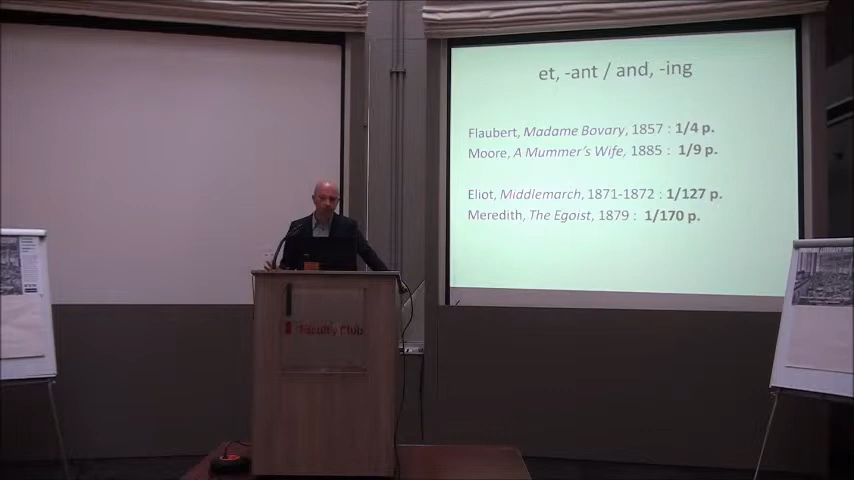 et, -ant / and, -ing
Flaubert, Madame Bovary, 1857 : 1/4 p.
Moore, A Mummer's Wife, 1885 : 1/9 p.
Eliot, Middlemarch, 1871-1872 : 1/127 p.
Meredith, The Egoist, 1879 : 1/170 p.
Faculty Club